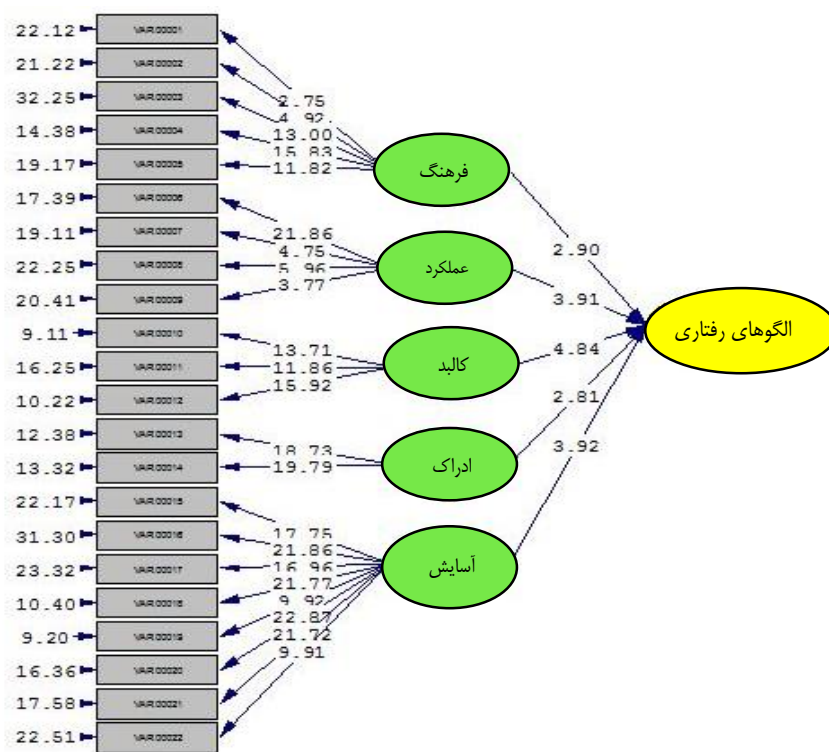 22.12 VAR00001
21.22 VAR00002
32.25 VAR00003
14.38 VAR00004
19.17 VAR00005
17.39 VAR00006
19.11 VAR00007
22.25 VAR00008
20.41 VAR00009
9.11 VAR00010
16.25 VAR00011
10.22 VAR00012
12.38 VAR00013
13.32 VAR00014
22.17 VAR00015
31.30 VAR00016
23.32 VAR00017
10.40 VAR00018
9.20 VAR00019
16.36 VAR00020
17.58 VAR00021
22.51 VAR00022
2.75
4.92
13.00
15.83
11.82
21.86
4.75
5.96
3.77
13.71
11.86
15.92
18.73
19.79
17.75
21.86
16.96
21.77
9.92
22.87
21.72
9.91
فرهنگ
عملکرد
کالبد
ادراک
آسایش
2.90
3.91
4.84
2.81
3.92
الگوهای رفتاری